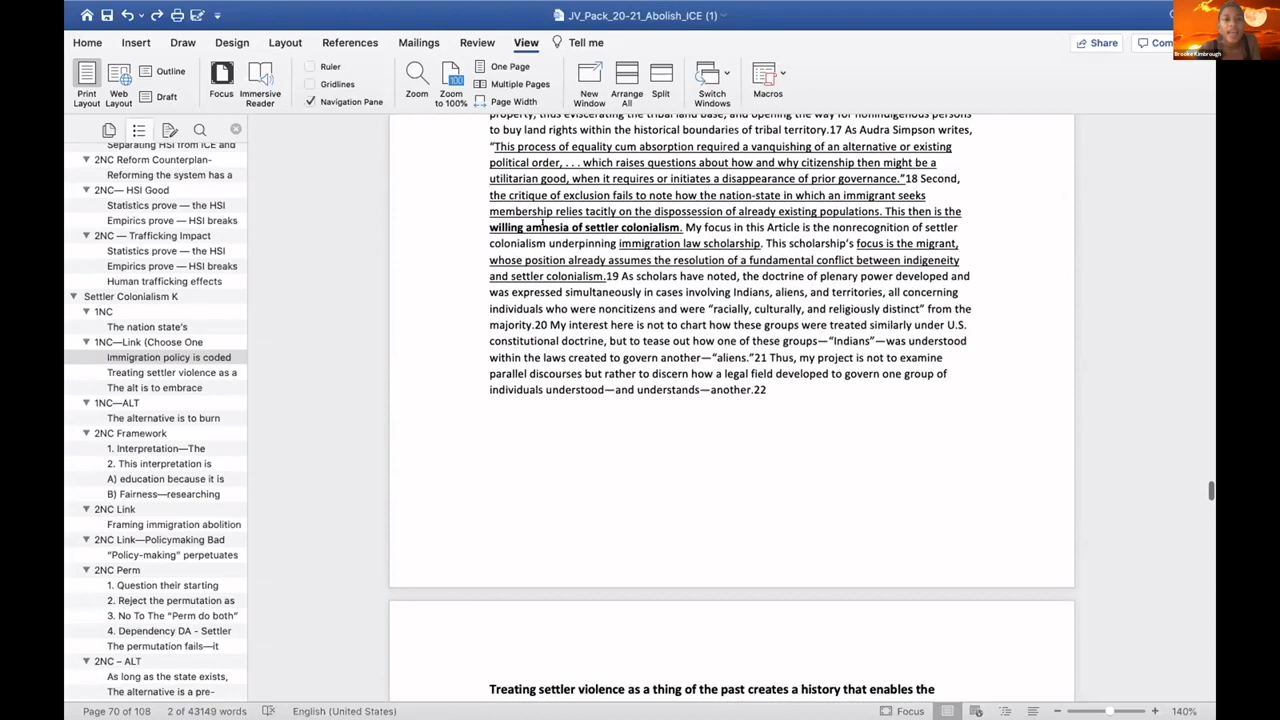 JV_Pack_20-21_Abolish_ICE (1)
Home Insert Draw Design Layout References Mailings Review View Tell me Share Com
Brooke Kimbrough
Print Layout Web Layout Outline Draft Focus Immersive Reader Ruler Gridlines Navigation Pane Zoom Zoom to 100% One Page Multiple Pages Page Width New Window Arrange All Split Switch Windows Macros
Separating HSI from ICE and
2NC Reform Counterplan-
Reforming the system has a
2NC— HSI Good
Statistics prove — the HSI
Empirics prove — HSI breaks
2NC — Trafficking Impact
Statistics prove — the HSI
Empirics prove — HSI breaks
Human trafficking effects
Settler Colonialism K
1NC
The nation state's
1NC—Link (Choose One
Immigration policy is coded
Treating settler violence as a
The alt is to embrace
1NC—ALT
The alternative is to burn
2NC Framework
1. Interpretation—The
2. This interpretation is
A) education because it is
B) Fairness—researching
2NC Link
Framing immigration abolition
2NC Link—Policymaking Bad
“Policy-making” perpetuates
2NC Perm
1. Question their starting
2. Reject the permutation as
3. No To The “Perm do both”
4. Dependency DA - Settler
The permutation fails—it
2NC – ALT
As long as the state exists,
The alternative is a pre-
property, thus eviscerating the tribal land base, and opening the way for nonindigenous persons
to buy land rights within the historical boundaries of tribal territory.17 As Audra Simpson writes,
“This process of equality cum absorption required a vanquishing of an alternative or existing
political order, . . . which raises questions about how and why citizenship then might be a
utilitarian good, when it requires or initiates a disappearance of prior governance.”18 Second,
the critique of exclusion fails to note how the nation-state in which an immigrant seeks
membership relies tacitly on the dispossession of already existing populations. This then is the
willing amnesia of settler colonialism. My focus in this Article is the nonrecognition of settler
colonialism underpinning immigration law scholarship. This scholarship’s focus is the migrant,
whose position already assumes the resolution of a fundamental conflict between indigeneity
and settler colonialism.19 As scholars have noted, the doctrine of plenary power developed and
was expressed simultaneously in cases involving Indians, aliens, and territories, all concerning
individuals who were noncitizens and were “racially, culturally, and religiously distinct” from the
majority.20 My interest here is not to chart how these groups were treated similarly under U.S.
constitutional doctrine, but to tease out how one of these groups—“Indians”—was understood
within the laws created to govern another—“aliens.”21 Thus, my project is not to examine
parallel discourses but rather to discern how a legal field developed to govern one group of
individuals understood—and understands—another.22
Treating settler violence as a thing of the past creates a history that enables the
Page 70 of 108 2 of 43149 words English (United States) Focus 140%